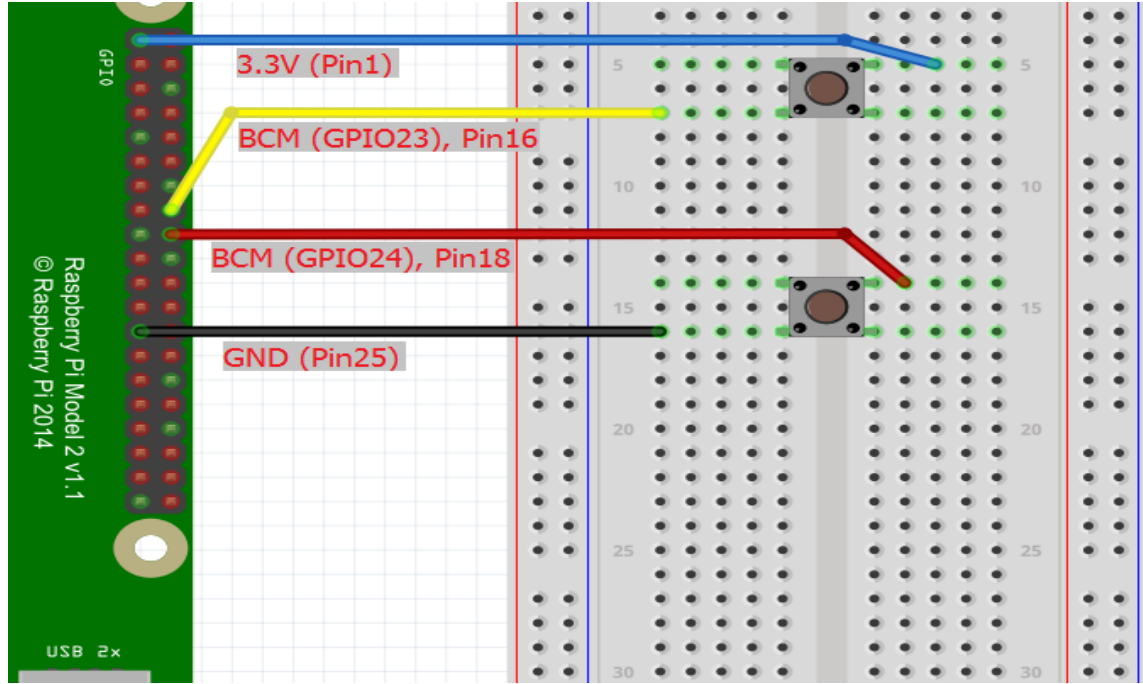 GPIO
3.3V (Pin1)
5
5
BCM (GPIO23), Pin16
10
10
BCM (GPIO24), Pin18
15
15
GND (Pin25)
Raspberry Pi Model 2 v1.1
© Raspberry Pi 2014
20
20
25
25
USB 2x
30
30